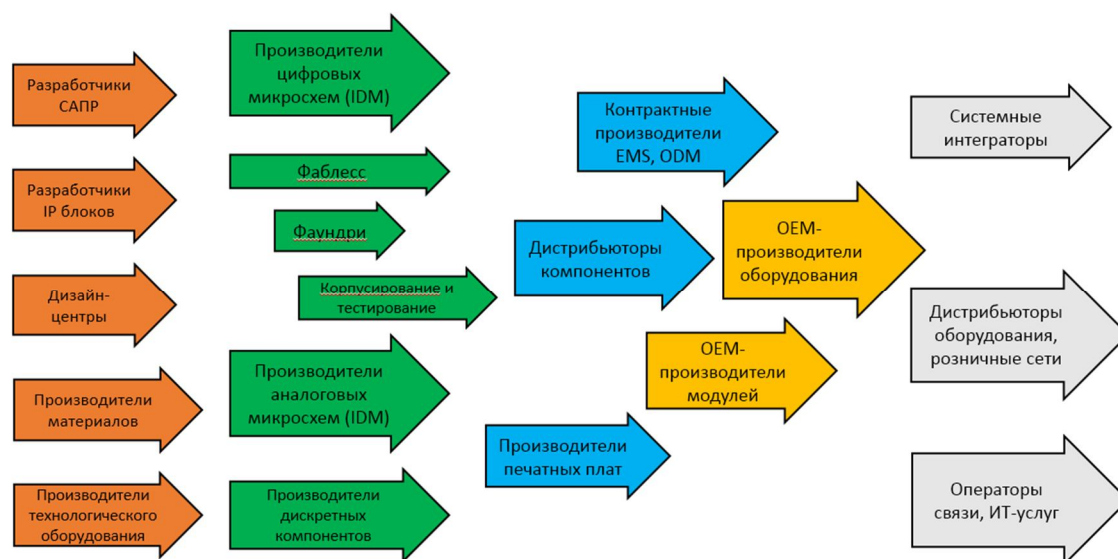 Разработчики
САПР
Разработчики
IP блоков
Дизайн-
центры
Производители
материалов
Производители
технологического
оборудования
Производители
цифровых
микросхем (IDM)
Фаблесс
Фаундри
Корпусирование и
тестирование
Производители
аналоговых
микросхем (IDM)
Производители
дискретных
компонентов
Контрактные
производители
EMS, ODM
Дистрибьюторы
компонентов
Производители
печатных плат
OEM-
производители
оборудования
OEM-
производители
модулей
Системные
интеграторы
Дистрибьюторы
оборудования,
розничные сети
Операторы
связи, ИТ-услуг